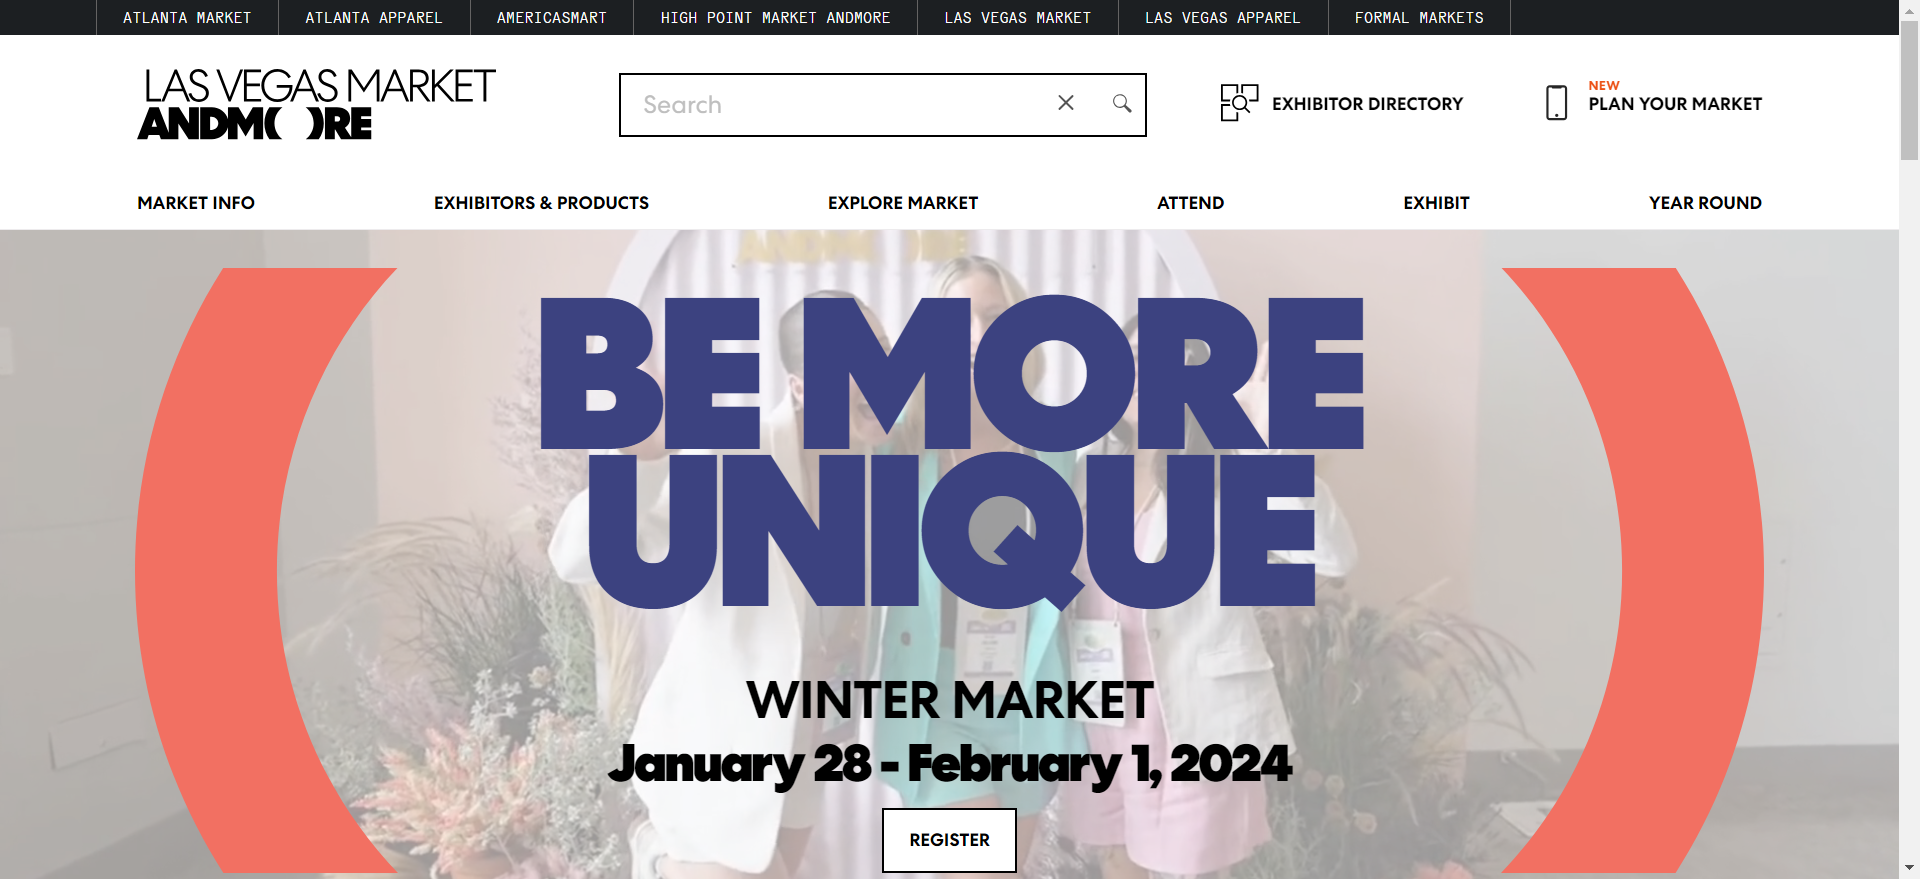 ATLANTA MARKET
ATLANTA APPAREL
AMERICASMART
HIGH POINT MARKET ANDMORE
LAS VEGAS MARKET
LAS VEGAS APPAREL
FORMAL MARKETS
LAS VEGAS MARKET
ANDM( )RE
Search
EXHIBITOR DIRECTORY
NEW
PLAN YOUR MARKET
MARKET INFO
EXHIBITORS & PRODUCTS
EXPLORE MARKET
ATTEND
EXHIBIT
YEAR ROUND
ANDM( )RE
BE MORE
UNIQUE
WINTER MARKET
January 28 - February 1, 2024
REGISTER